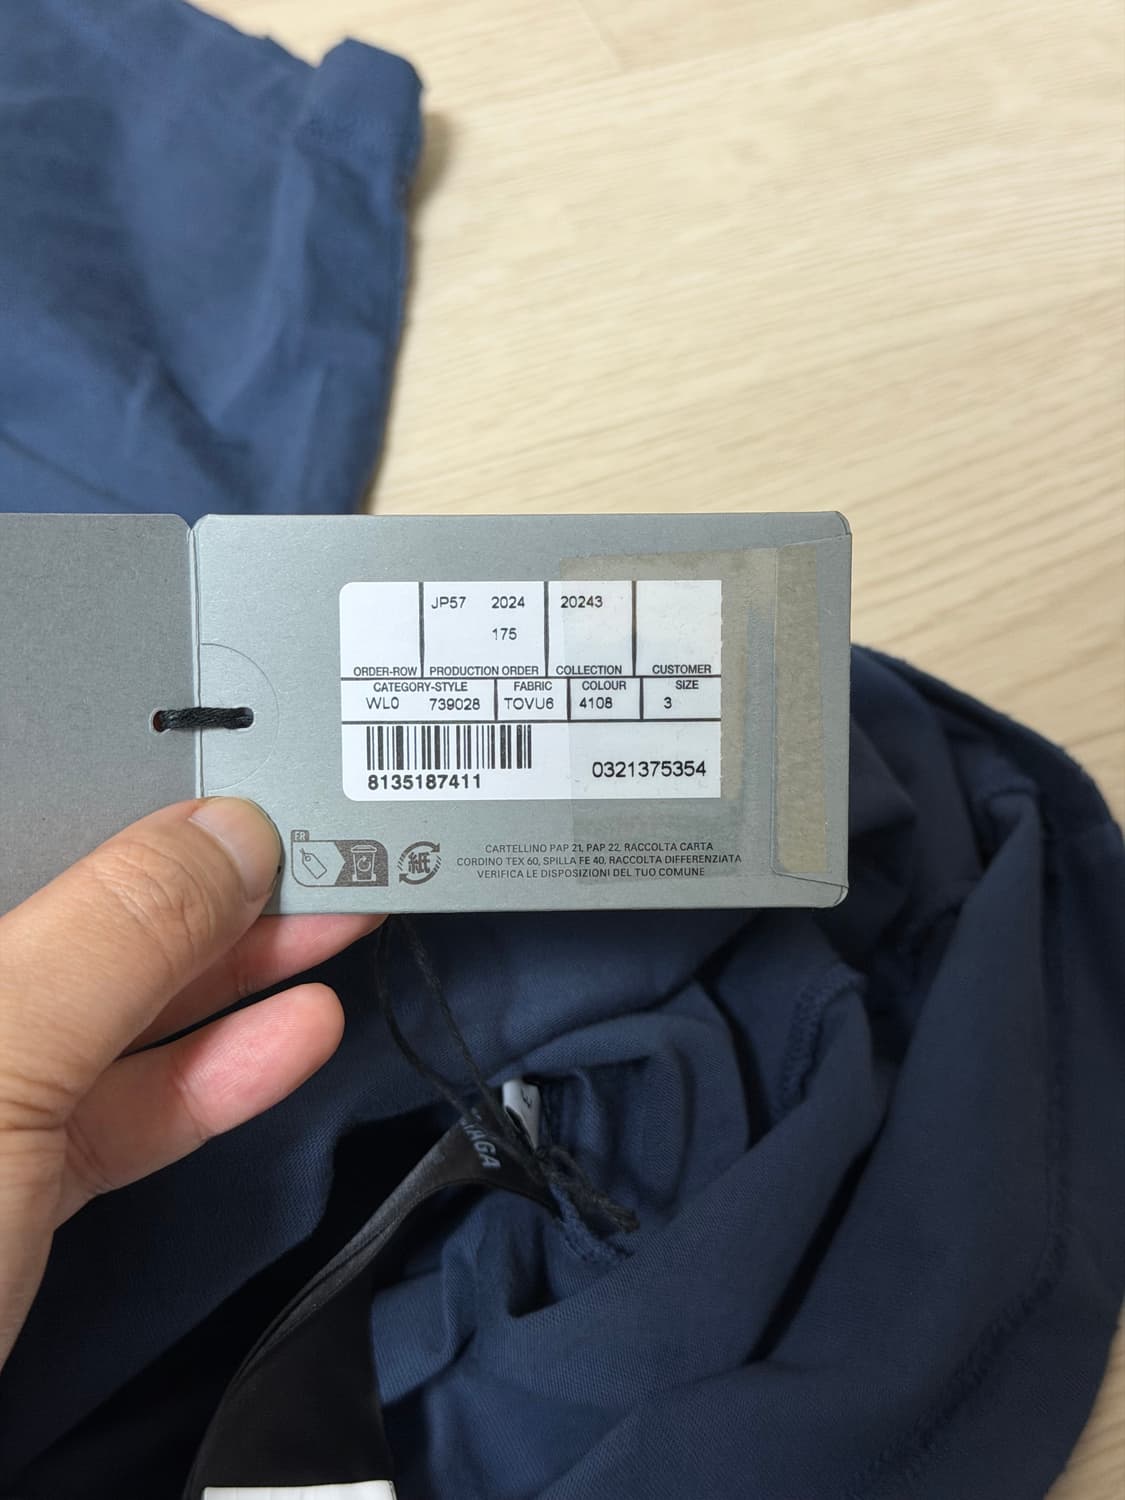 JP57 2024 20243
175
ORDER-ROW PRODUCTION ORDER COLLECTION CUSTOMER
CATEGORY-STYLE FABRIC COLOUR SIZE
WL0 739028 TOVU6 4108 3
8135187411
0321375354
FR
紙
CARTELLINO PAP 21, PAP 22, RACCOLTA CARTA
CORDINO TEX 60, SPILLA FE 40, RACCOLTA DIFFERENZIATA
VERIFICA LE DISPOSIZIONI DEL TUO COMUNE
3